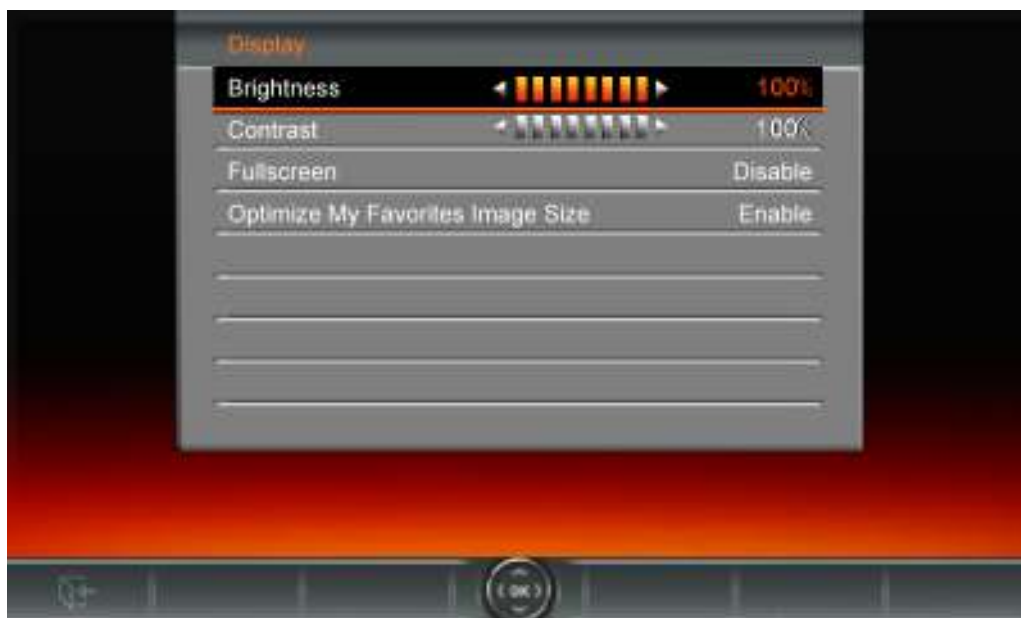 Display
Brightness 100%
Contrast 100%
Fullscreen Disable
Optimize My Favorites Image Size Enable
OK